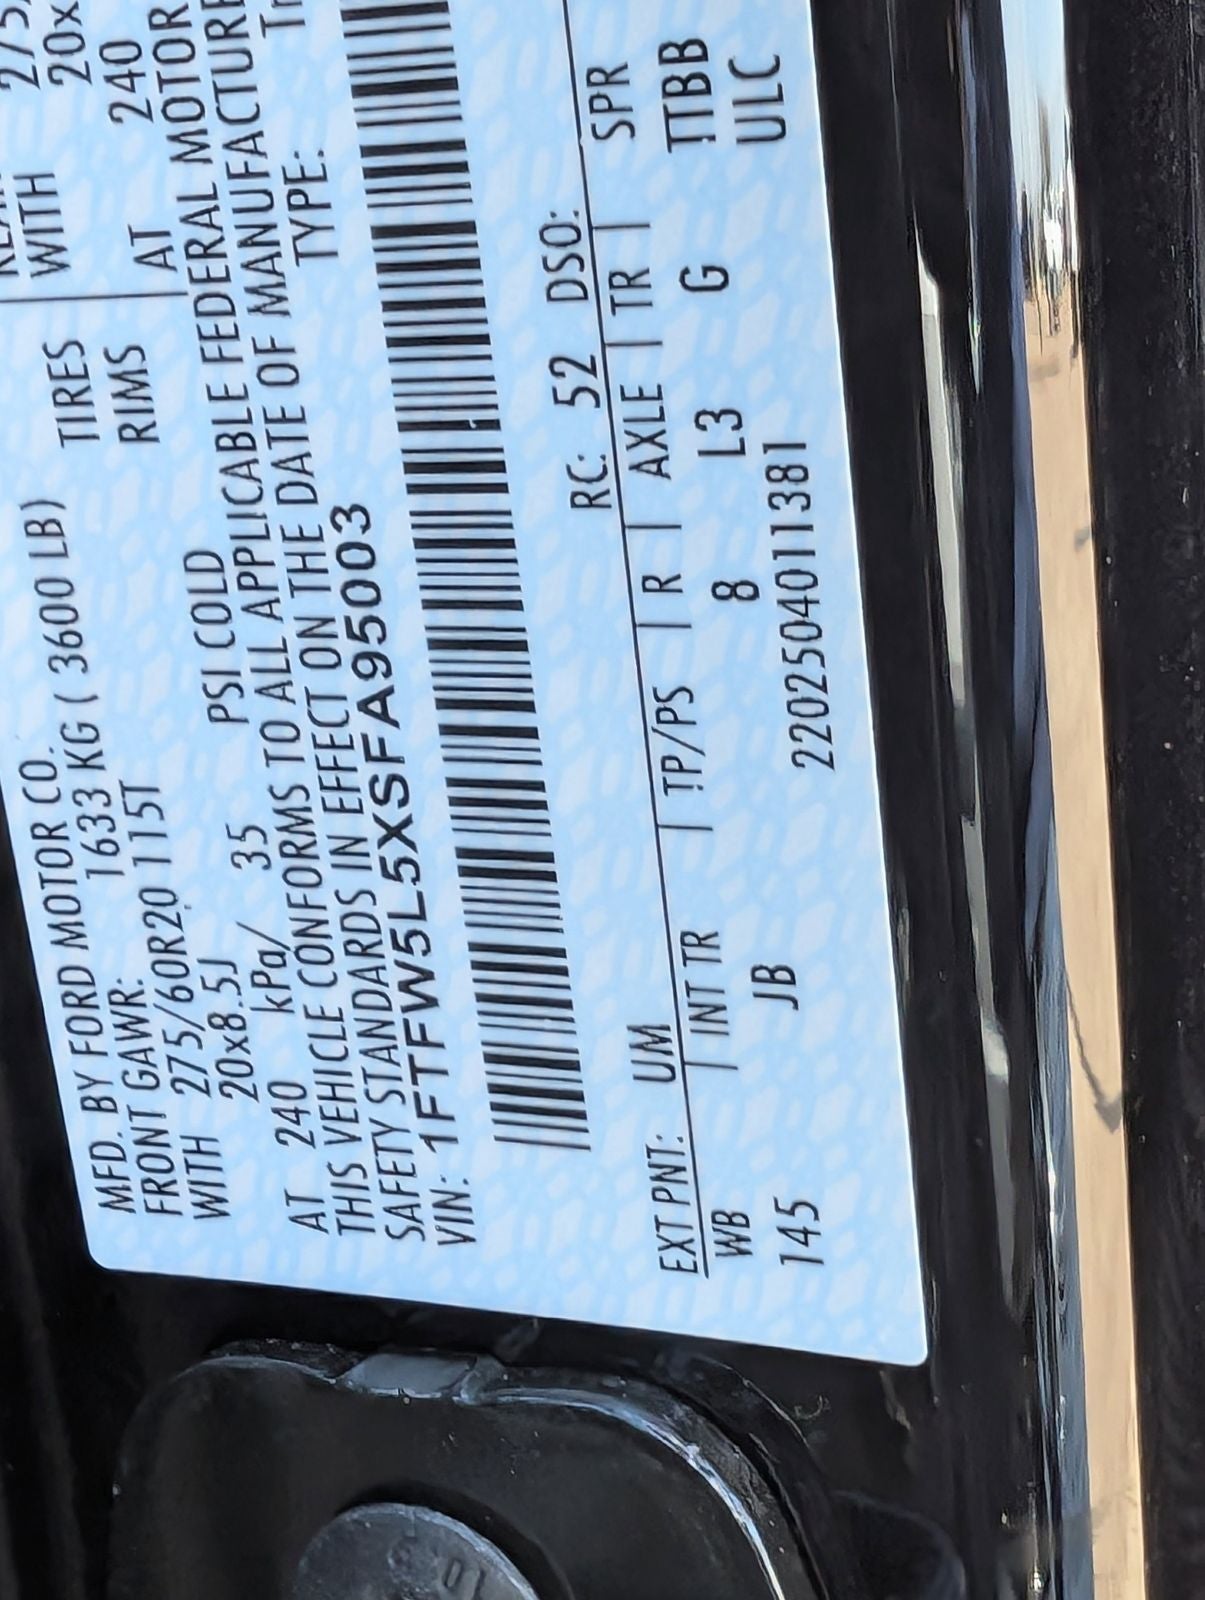 MFD. BY FORD MOTOR CO.
FRONT GAWR: 1633 KG ( 3600 LB)
WITH 275/60R20 115T TIRES WITH
20x8.5J RIMS 20x
AT 240 kPa/ 35 PSI COLD AT 240
THIS VEHICLE CONFORMS TO ALL APPLICABLE FEDERAL MOTOR
SAFETY STANDARDS IN EFFECT ON THE DATE OF MANUFACTURE
VIN: 1FTFW5L5XSFA95003 TYPE:
EXT PNT: UM RC: 52 DSO:
WB | INT TR | TP/PS | R | AXLE | TR | SPR
145 JB 8 L3 G TTBB
22025040111381 ULC